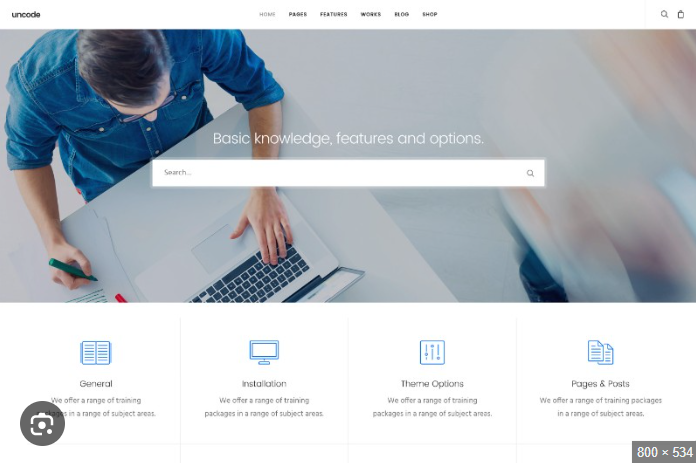 uncode
HOME PAGES FEATURES WORKS BLOG SHOP
Basic knowledge, features and options.
Search...
General
We offer a range of training
packages in a range of subject areas.
Installation
We offer a range of training
packages in a range of subject areas.
Theme Options
We offer a range of training
packages in a range of subject areas.
Pages & Posts
We offer a range of training packages
in a range of subject areas.
800 × 534